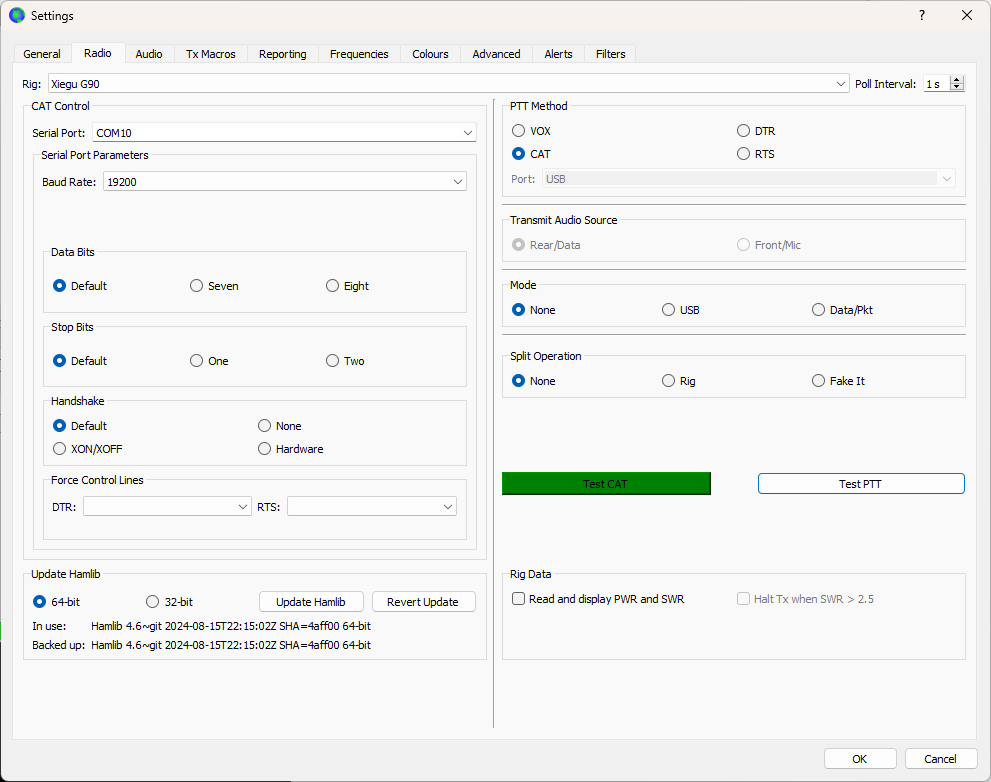 Settings
?
General Radio Audio Tx Macros Reporting Frequencies Colours Advanced Alerts Filters
Rig: Xiegu G90 Poll Interval: 1 s
CAT Control
Serial Port: COM10
Serial Port Parameters
Baud Rate: 19200
Data Bits
Default Seven Eight
Stop Bits
Default One Two
Handshake
Default None
XON/XOFF Hardware
Force Control Lines
DTR: RTS:
Update Hamlib
64-bit 32-bit Update Hamlib Revert Update
In use: Hamlib 4.6~git 2024-08-15T22:15:02Z SHA=4aff00 64-bit
Backed up: Hamlib 4.6~git 2024-08-15T22:15:02Z SHA=4aff00 64-bit
PTT Method
VOX DTR
CAT RTS
Port: USB
Transmit Audio Source
Rear/Data Front/Mic
Mode
None USB Data/Pkt
Split Operation
None Rig Fake It
Test CAT Test PTT
Rig Data
Read and display PWR and SWR Halt Tx when SWR > 2.5
OK Cancel